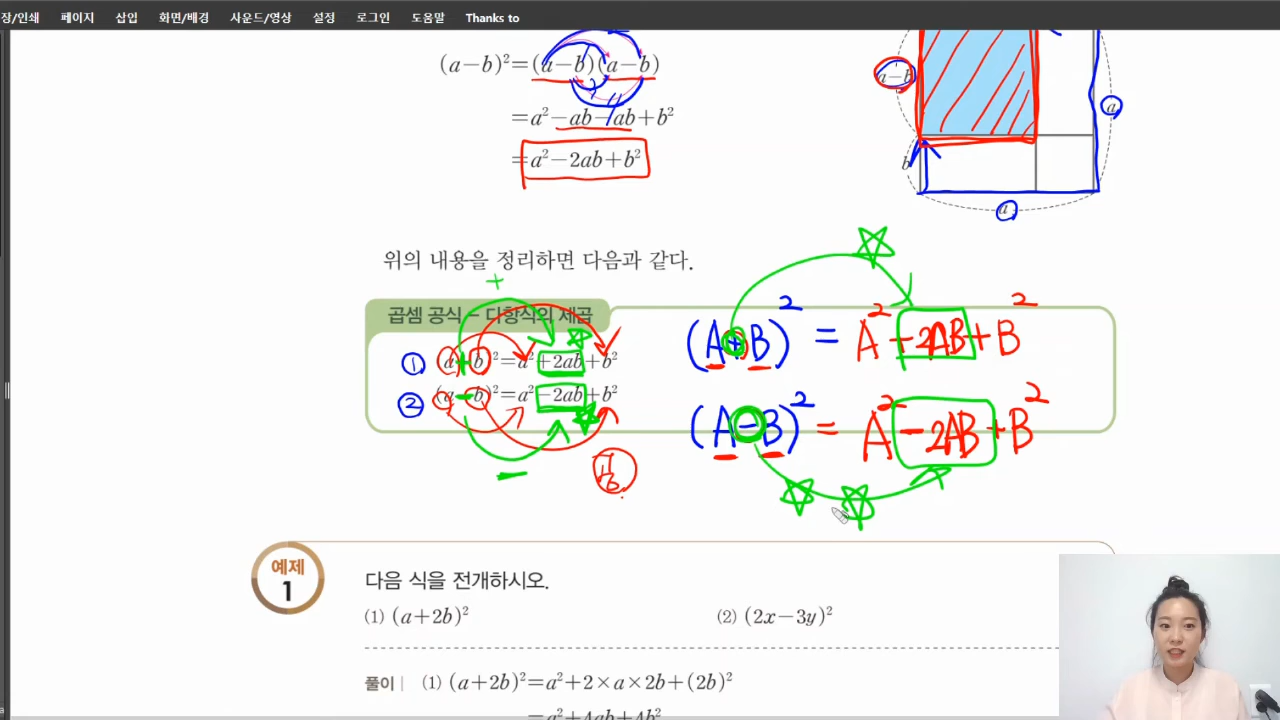 장/인쇄 페이지 삽입 화면/배경 사운드/영상 설정 로그인 도움말 Thanks to
(a−b)²=(a−b)(a−b)
=a²−ab−ab+b²
=a²−2ab+b²
a−b
a
b
a
위의 내용을 정리하면 다음과 같다.
+
곱셈 공식 − 다항식의 제곱
① (a+b)²=a²+2ab+b²
② (a−b)²=a²−2ab+b²
−
(A+B)² = A²+2AB+B²
(A−B)² = A²−2AB+B²
예제
1
다음 식을 전개하시오.
(1) (a+2b)²
(2) (2x−3y)²
풀이 (1) (a+2b)²=a²+2×a×2b+(2b)²
=a²+4ab+4b²